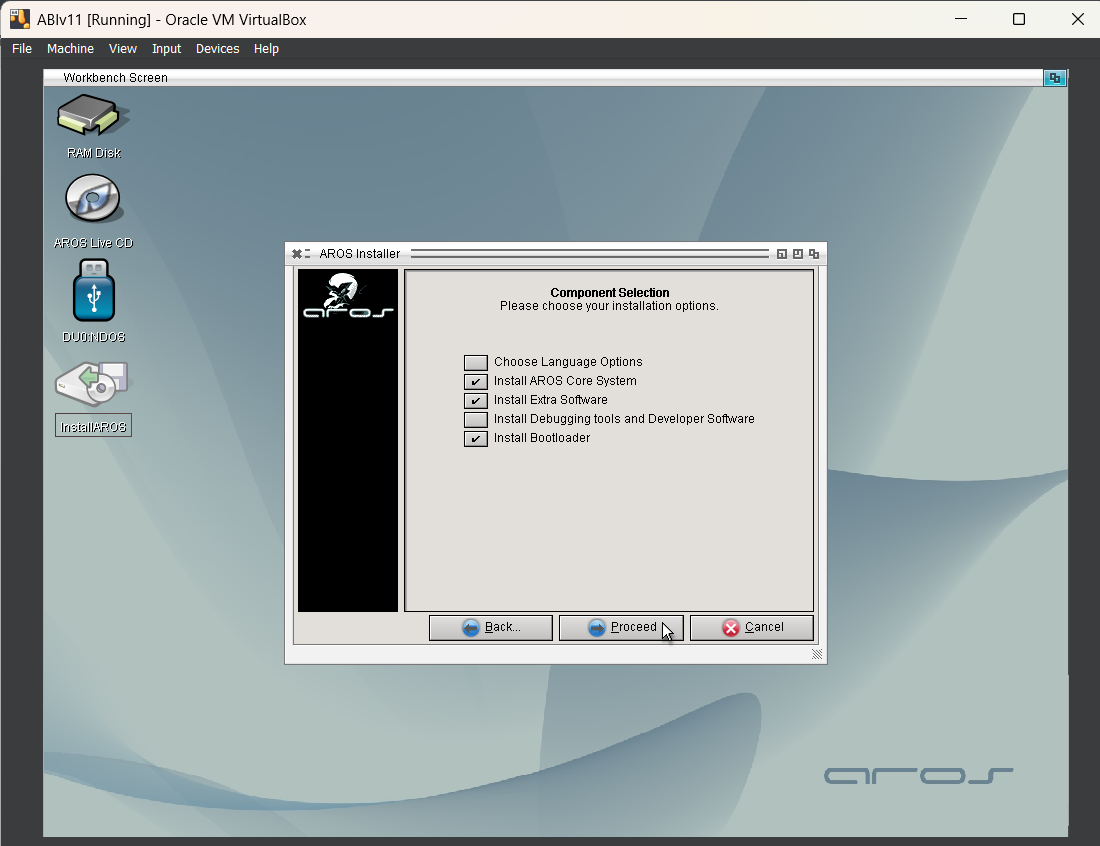 ABIv11 [Running] - Oracle VM VirtualBox
File Machine View Input Devices Help
Workbench Screen
RAM Disk
AROS Live CD
DU0:NDOS
InstallAROS
AROS Installer
aros
Component Selection
Please choose your installation options.
Choose Language Options
Install AROS Core System
Install Extra Software
Install Debugging tools and Developer Software
Install Bootloader
Back...
Proceed
Cancel
aros